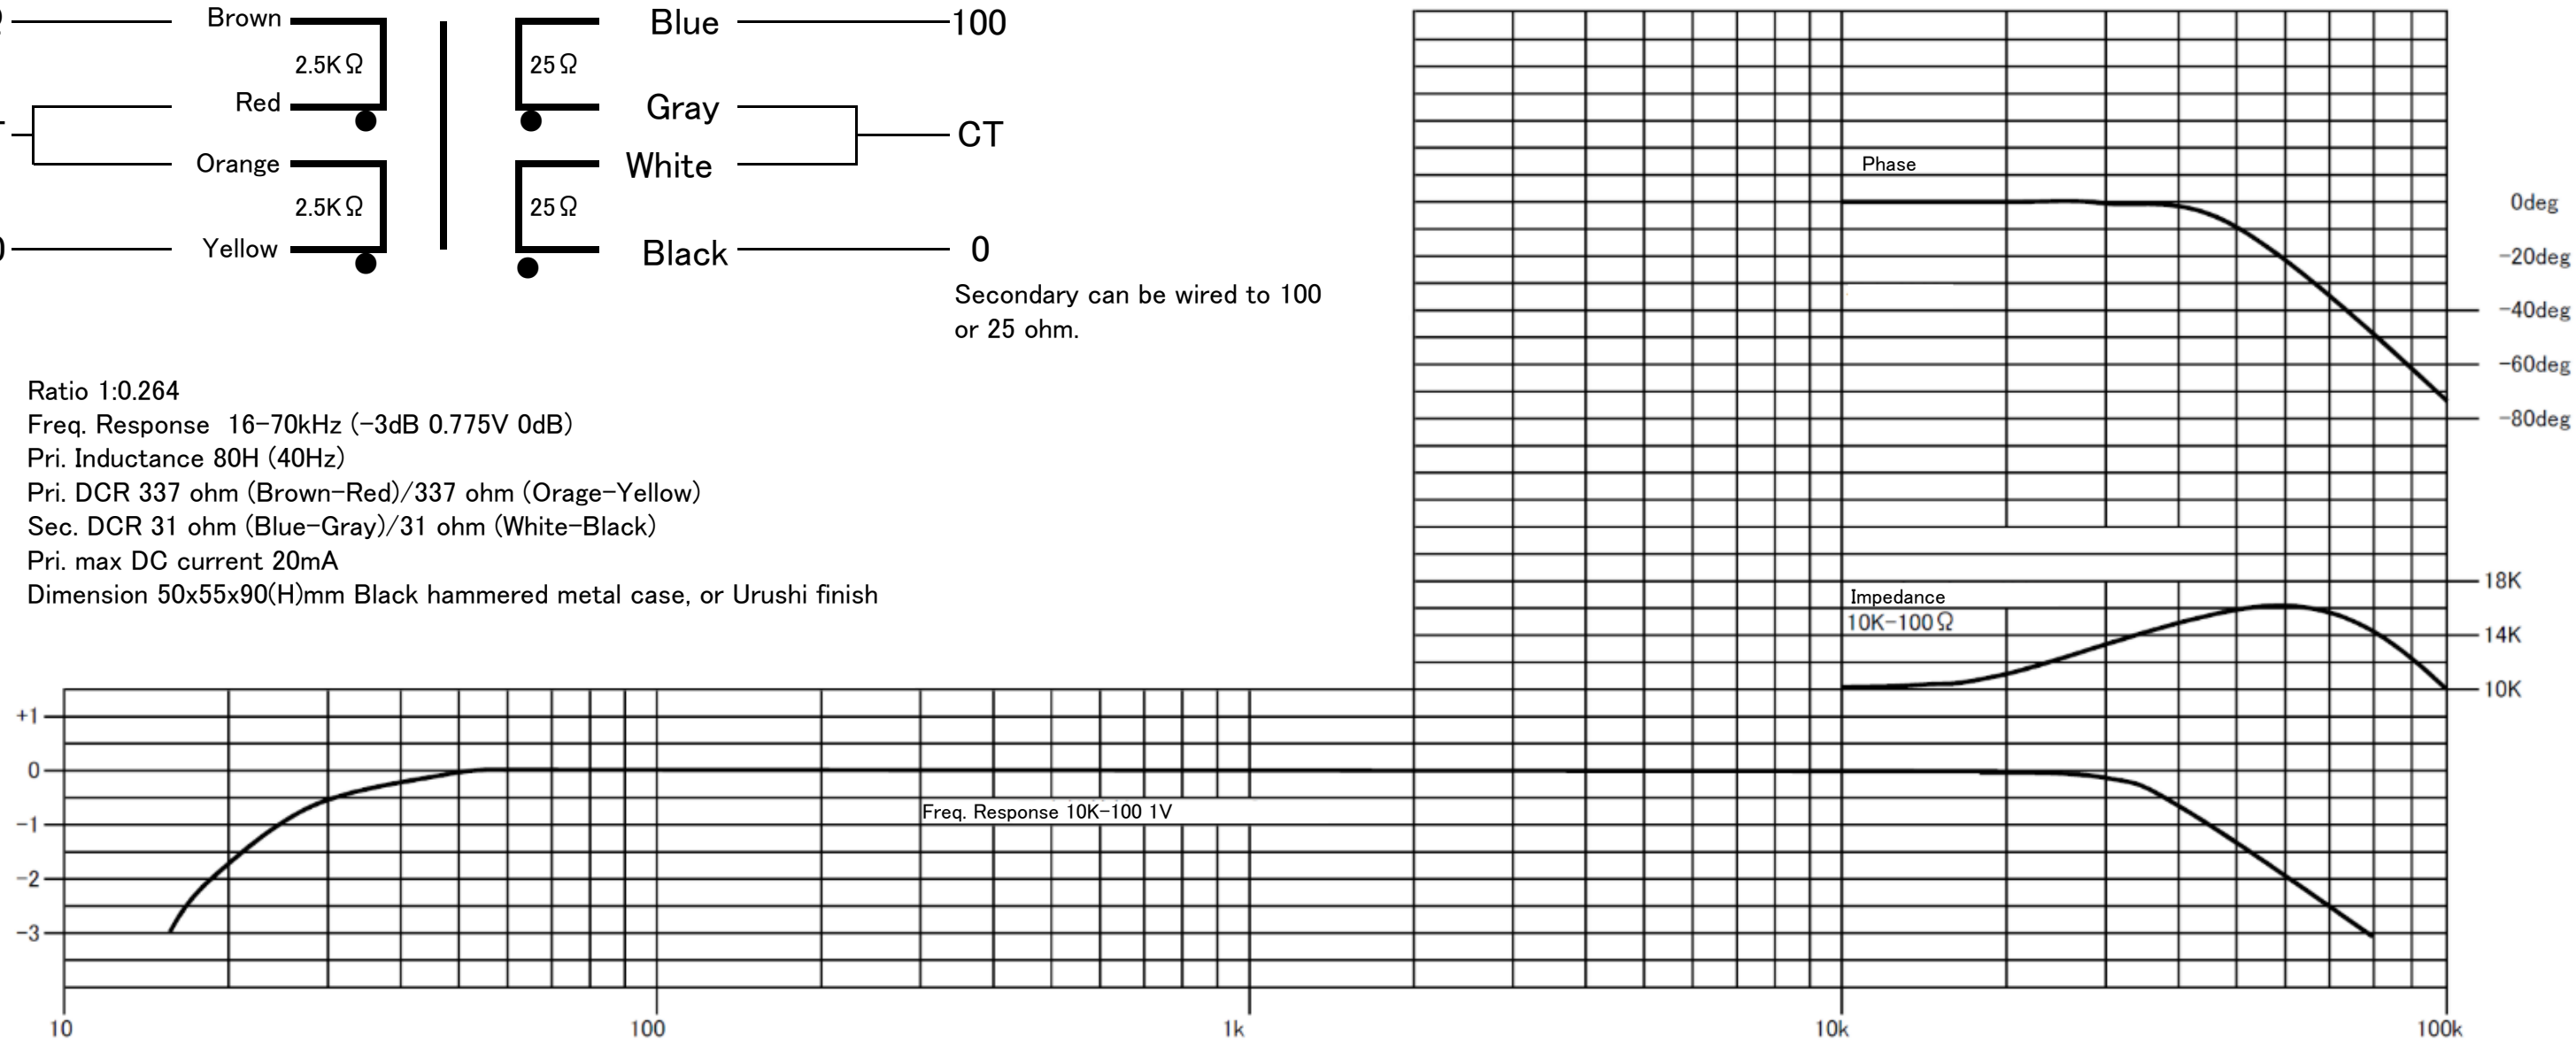 Brown
2.5KΩ
Red
Orange
2.5KΩ
Yellow
25Ω
25Ω
Blue
100
Gray
CT
White
Black
0
Secondary can be wired to 100
or 25 ohm.
Ratio 1:0.264
Freq. Response 16-70kHz (-3dB 0.775V 0dB)
Pri. Inductance 80H (40Hz)
Pri. DCR 337 ohm (Brown-Red)/337 ohm (Orage-Yellow)
Sec. DCR 31 ohm (Blue-Gray)/31 ohm (White-Black)
Pri. max DC current 20mA
Dimension 50x55x90(H)mm Black hammered metal case, or Urushi finish
Phase
0deg
-20deg
-40deg
-60deg
-80deg
Impedance
10K-100Ω
18K
14K
10K
+1
0
-1
-2
-3
Freq. Response 10K-100 1V
10
100
1k
10k
100k